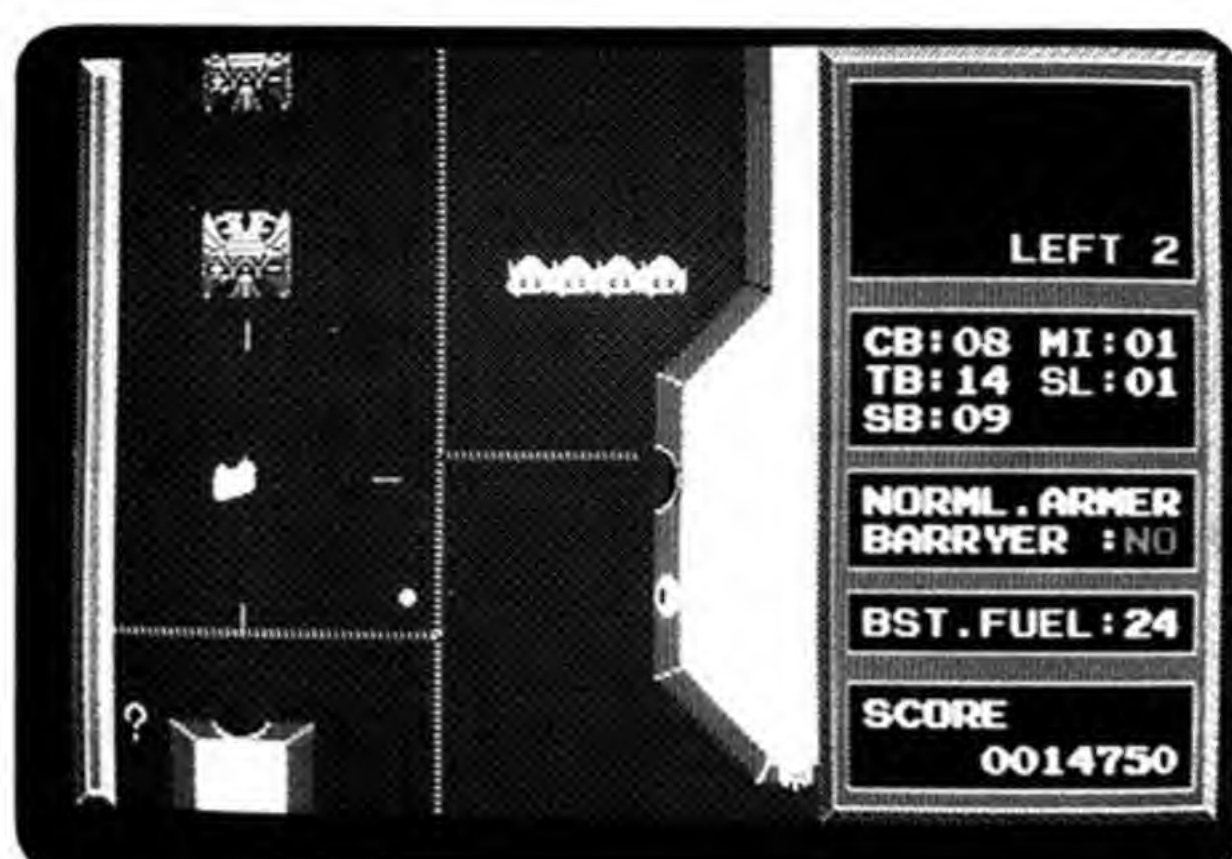 LEFT 2
CB:08 MI:01
TB:14 SL:01
SB:09
NORML.ARMER
BARRYER :NO
BST.FUEL:24
?
SCORE
0014750